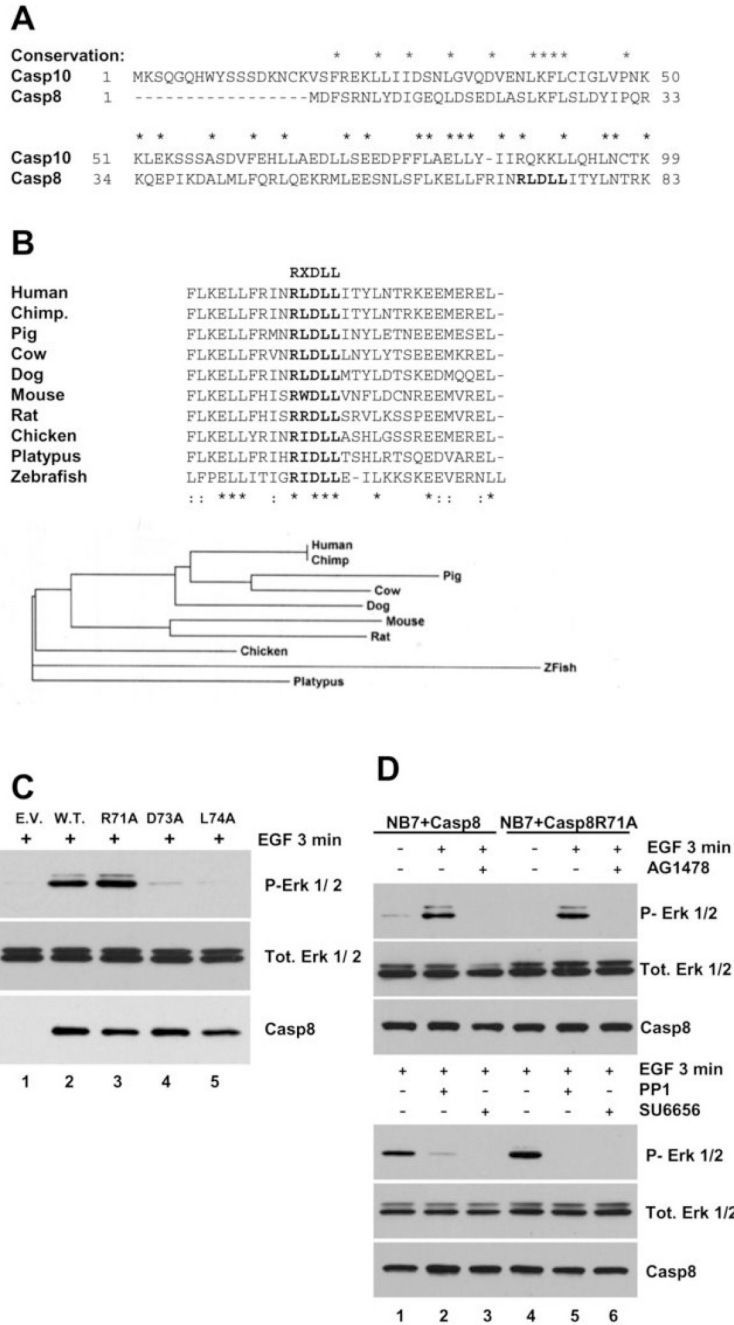 A
Conservation: * * * * **** *
Casp10 1 MKSQGQHWYSSSDKNCKVSFREKLLIIDSNLGVQDVENLKFLCIGLVPNK 50
Casp8 1 -----------------MDFSRNLYDIGEQLDSEDLASLKFLSLDYIPQR 33
* * * * * * ** *** * * ** *
Casp10 51 KLEKSSSASDVFEHLLAEDLLSEEDPFFLAELLY-IIRQKKLLQHLNCTK 99
Casp8 34 KQEPIKDALMLFQRLQEKRMLEESNLSFLKELLFRINRLDLLITYLNTRK 83
B
RXDLL
Human FLKELLFRINRLDLLITYLNTRKEEMEREL-
Chimp. FLKELLFRINRLDLLITYLNTRKEEMEREL-
Pig FLKELLFRMNRLDLLINYLETNEEEMESEL-
Cow FLKELLFRVNRLDLLLNYLYTSEEEMKREL-
Dog FLKELLFRINRLDLLMTYLDTSKEDMQQEL-
Mouse FLKELLFHISRWDLLVNFLDCNREEMVREL-
Rat FLKELLFHISRRDLLSRVLKSSPEEMVREL-
Chicken FLKELLYRINRIDLLASHLGSSREEMEREL-
Platypus FLKELLFRIHRIDLLTSHLRTSQEDVAREL-
Zebrafish LFPELLITIGRIDLLE-ILKKSKEEVERNLL
:: *** : * *** * *:: :*
Human
Chimp
Pig
Cow
Dog
Mouse
Rat
Chicken
ZFish
Platypus
C
E.V. W.T. R71A D73A L74A
+ + + + + EGF 3 min
P-Erk 1/ 2
Tot. Erk 1/ 2
Casp8
1 2 3 4 5
D
NB7+Casp8 NB7+Casp8R71A
- + + - + + EGF 3 min
- - + - - + AG1478
P- Erk 1/2
Tot. Erk 1/2
Casp8
+ + + + + + EGF 3 min
- + - - + - PP1
- - + - - + SU6656
P- Erk 1/2
Tot. Erk 1/2
Casp8
1 2 3 4 5 6